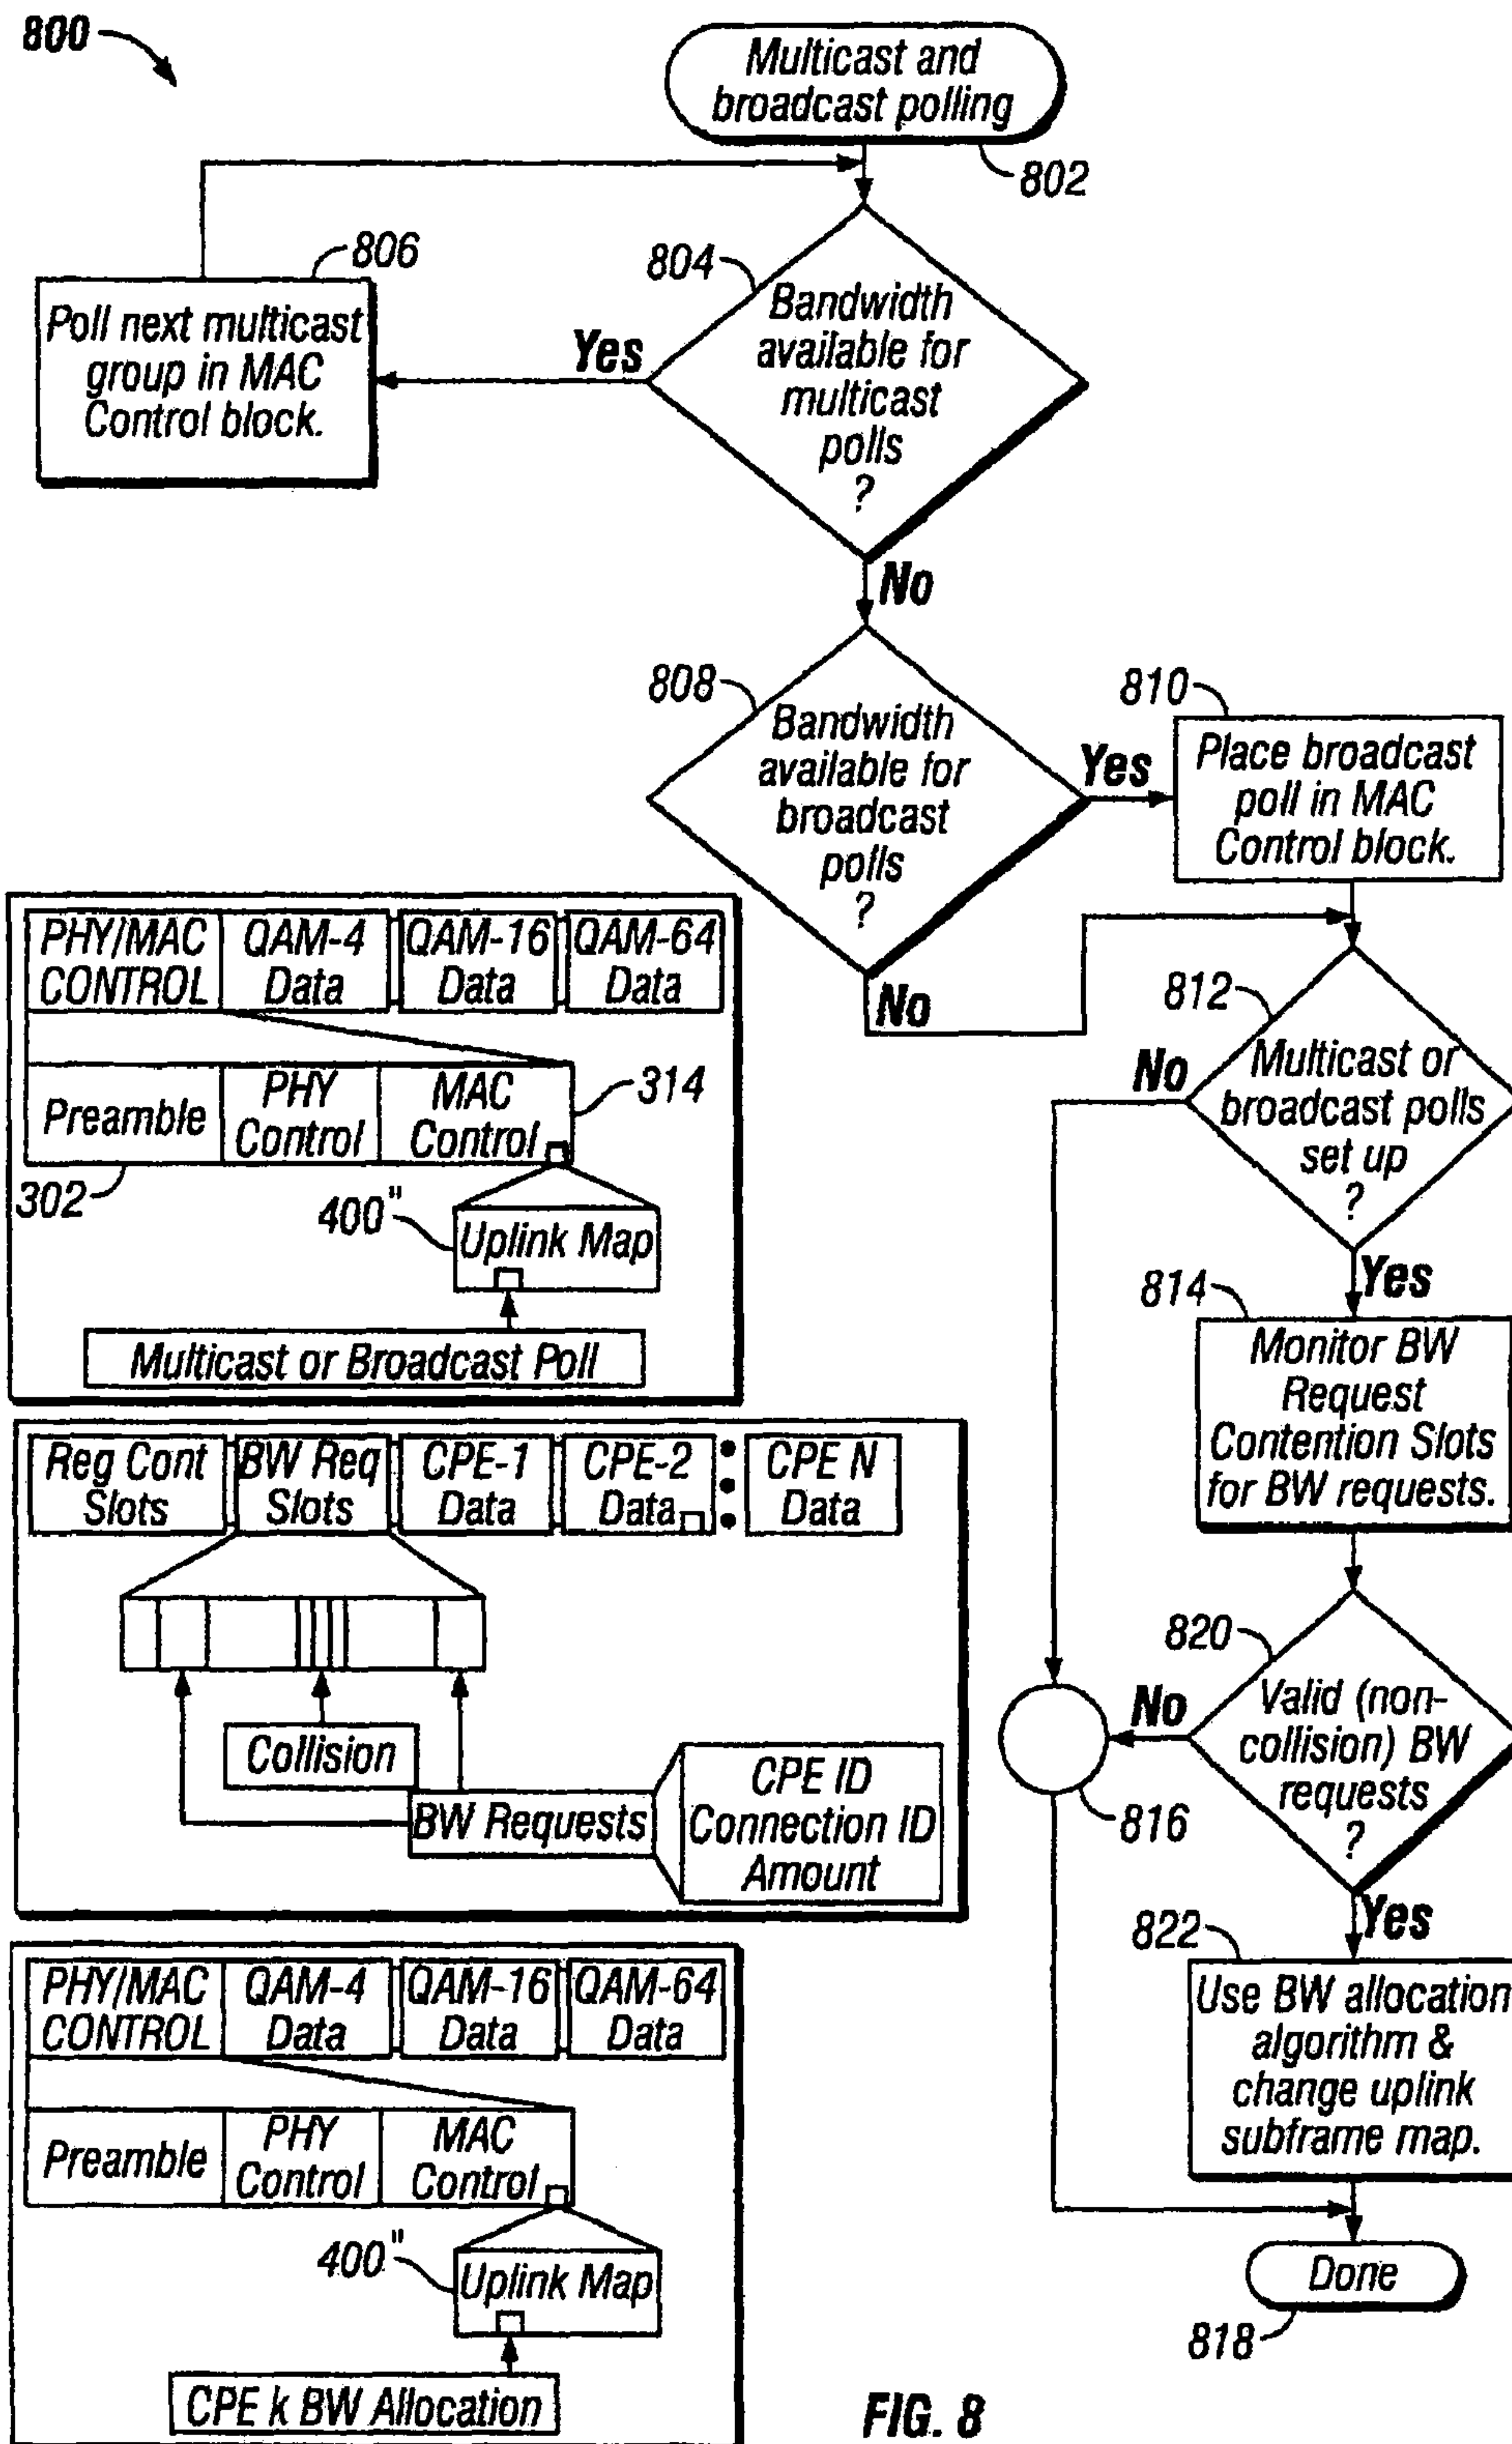 800
Multicast and
broadcast polling
802
804
Bandwidth
available for
multicast
polls
?
Yes
806
Poll next multicast
group in MAC
Control block.
No
808
Bandwidth
available for
broadcast
polls
?
Yes
810
Place broadcast
poll in MAC
Control block.
No
812
Multicast or
broadcast polls
set up
?
No
Yes
814
Monitor BW
Request
Contention Slots
for BW requests.
820
Valid (non-
collision) BW
requests
?
No
816
Yes
822
Use BW allocation
algorithm &
change uplink
subframe map.
Done
818
PHY/MAC
CONTROL
QAM-4
Data
QAM-16
Data
QAM-64
Data
Preamble
PHY
Control
MAC
Control
314
302
400"
Uplink Map
Multicast or Broadcast Poll
Reg Cont
Slots
BW Req
Slots
CPE-1
Data
CPE-2
Data
CPE N
Data
Collision
BW Requests
CPE ID
Connection ID
Amount
PHY/MAC
CONTROL
QAM-4
Data
QAM-16
Data
QAM-64
Data
Preamble
PHY
Control
MAC
Control
400"
Uplink Map
CPE k BW Allocation
FIG. 8